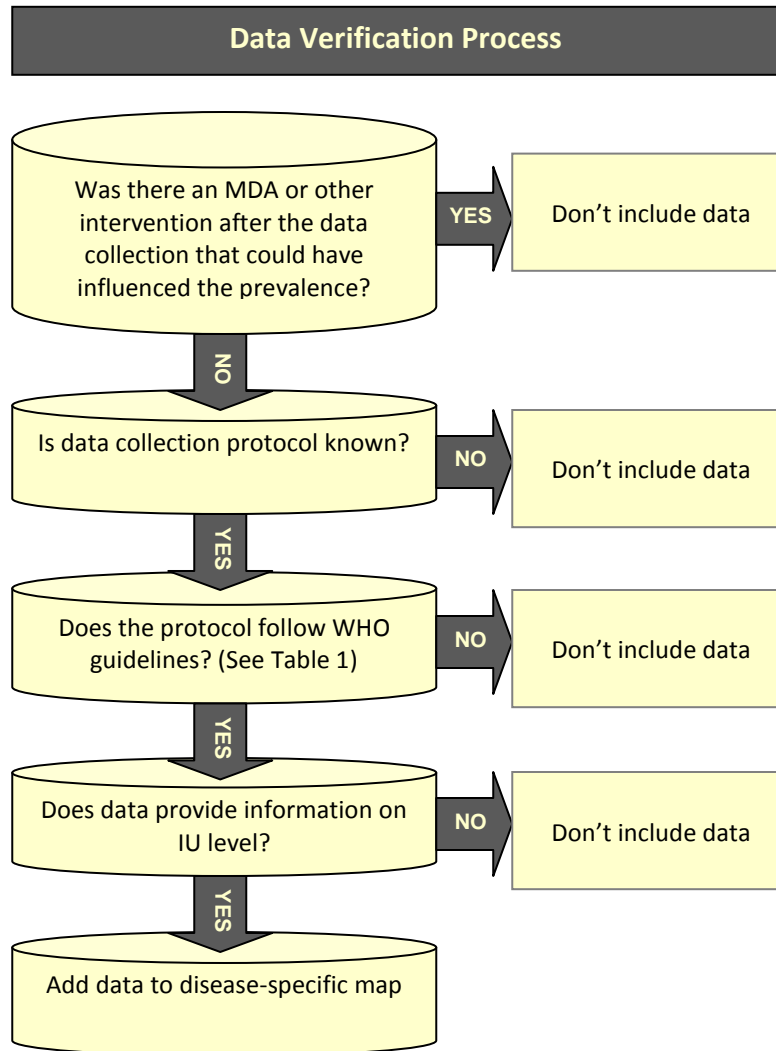 Data Verification Process
Was there an MDA or other
intervention after the data
collection that could have
influenced the prevalence?
YES
Don’t include data
NO
Is data collection protocol known?
NO
Don’t include data
YES
Does the protocol follow WHO
guidelines? (See Table 1)
NO
Don’t include data
YES
Does data provide information on
IU level?
NO
Don’t include data
YES
Add data to disease-specific map